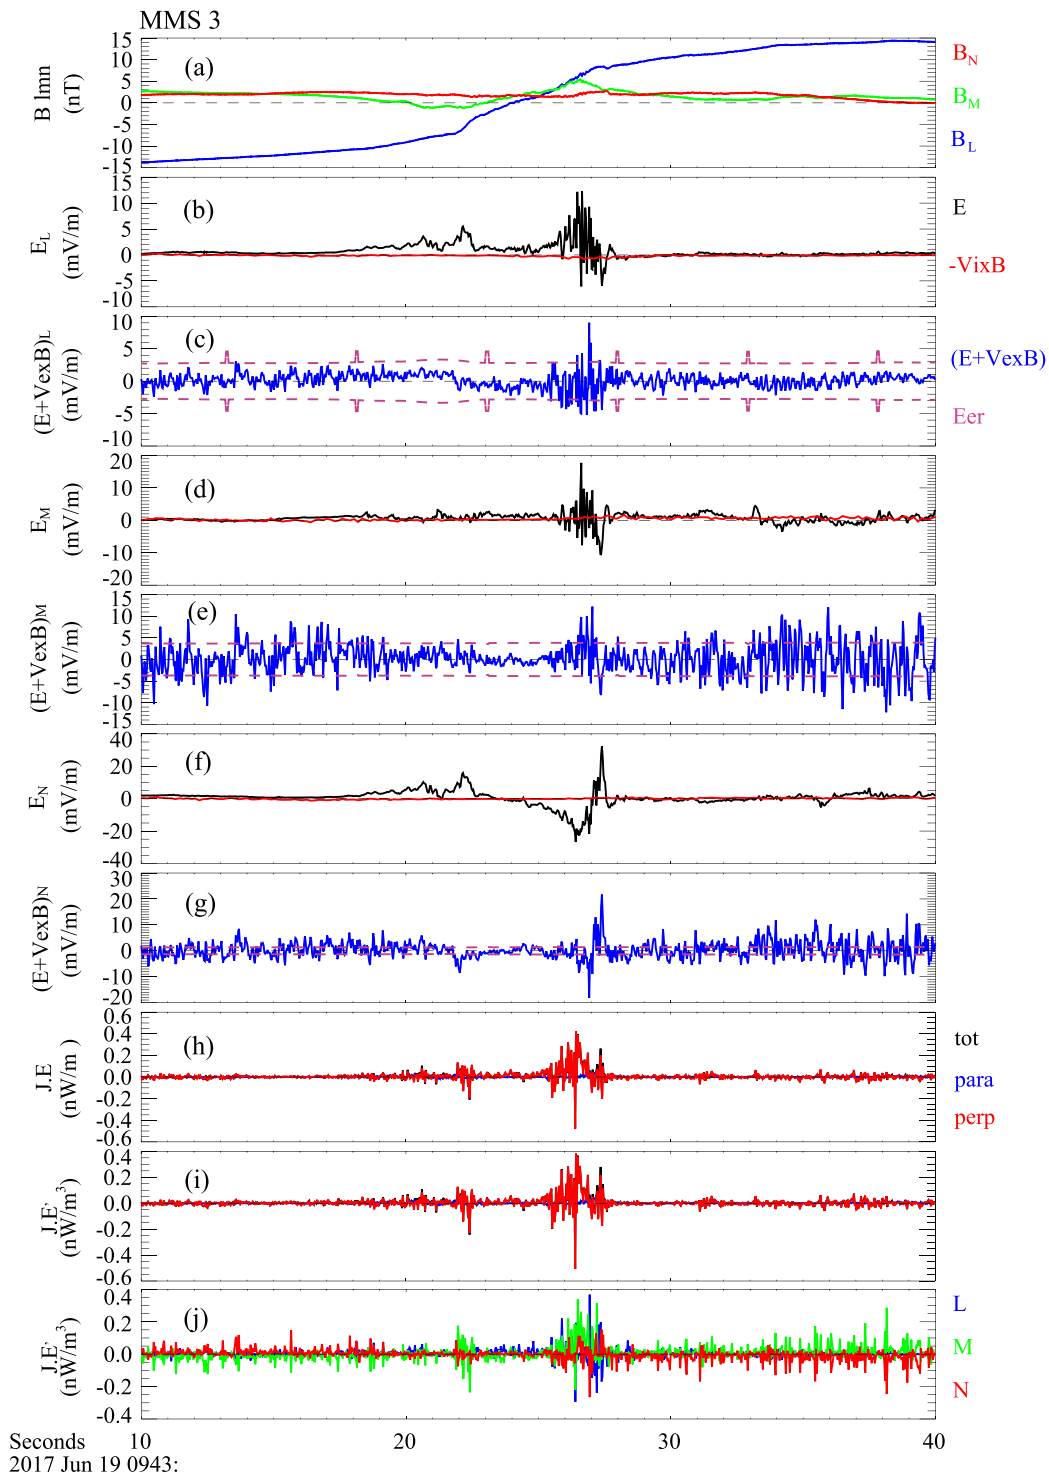 MMS 3
(a)
B lmn
(nT)
15
10
5
0
-5
-10
-15
B_N
B_M
B_L
(b)
E_L
(mV/m)
15
10
5
0
-5
-10
E
-VixB
(c)
(E+VexB)_L
(mV/m)
10
5
0
-5
-10
(E+VexB)
Eer
(d)
E_M
(mV/m)
20
10
0
-10
-20
(e)
(E+VexB)_M
(mV/m)
15
10
5
0
-5
-10
-15
(f)
E_N
(mV/m)
40
20
0
-20
-40
(g)
(E+VexB)_N
(mV/m)
30
20
10
0
-10
-20
(h)
J.E
(nW/m )
0.6
0.4
0.2
0.0
-0.2
-0.4
-0.6
tot
para
perp
(i)
J.E'
(nW/m³)
0.4
0.2
0.0
-0.2
-0.4
-0.6
(j)
J.E'
(nW/m³)
0.4
0.2
0.0
-0.2
-0.4
L
M
N
Seconds
10 20 30 40
2017 Jun 19 0943: